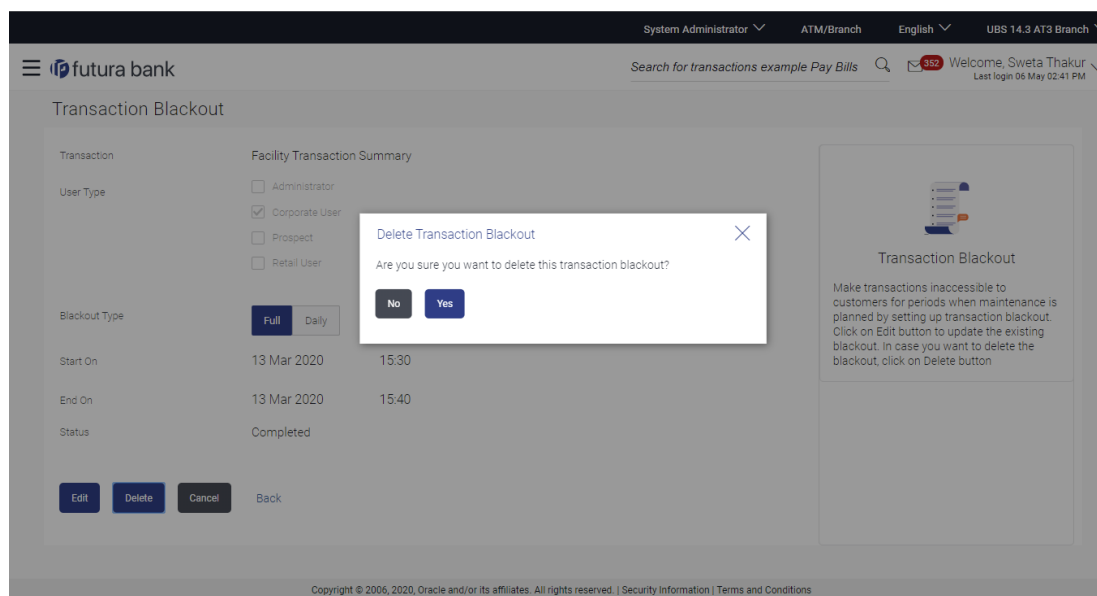 System Administrator ATM/Branch English UBS 14.3 AT3 Branch
futura bank
Search for transactions example Pay Bills
352
Welcome, Sweta Thakur
Last login 06 May 02:41 PM
Transaction Blackout
Transaction Facility Transaction Summary
User Type
Administrator
Corporate User
Prospect
Retail User
Delete Transaction Blackout
Are you sure you want to delete this transaction blackout?
No Yes
Blackout Type Full Daily
Start On 13 Mar 2020 15:30
End On 13 Mar 2020 15:40
Status Completed
Edit Delete Cancel Back
Transaction Blackout
Make transactions inaccessible to
customers for periods when maintenance is
planned by setting up transaction blackout.
Click on Edit button to update the existing
blackout. In case you want to delete the
blackout, click on Delete button
Copyright © 2006, 2020, Oracle and/or its affiliates. All rights reserved. | Security Information | Terms and Conditions